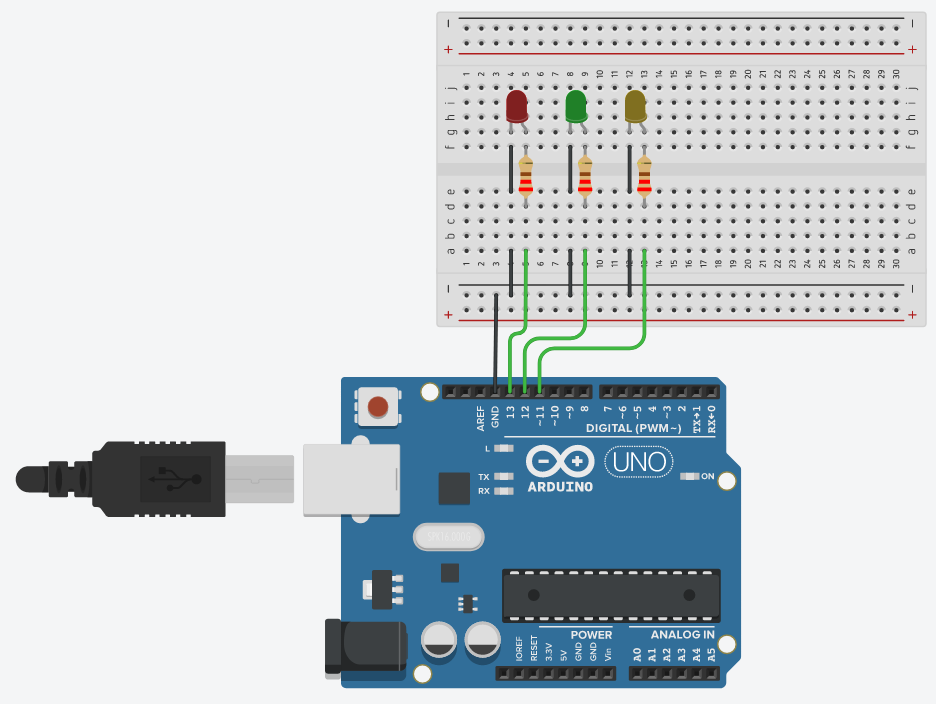 − −
+ +
1 2 3 4 5 6 7 8 9 10 11 12 13 14 15 16 17 18 19 20 21 22 23 24 25 26 27 28 29 30
j j
i i
h h
g g
f f
e e
d d
c c
b b
a a
1 2 3 4 5 6 7 8 9 10 11 12 13 14 15 16 17 18 19 20 21 22 23 24 25 26 27 28 29 30
− −
+ +
AREF GND 13 12 ~11 ~10 ~9 8 7 ~6 ~5 4 ~3 2 TX→1 RX←0
DIGITAL (PWM ~)
L
TX
RX
UNO
ON
ARDUINO
POWER ANALOG IN
IOREF RESET 3.3V 5V GND GND Vin A0 A1 A2 A3 A4 A5